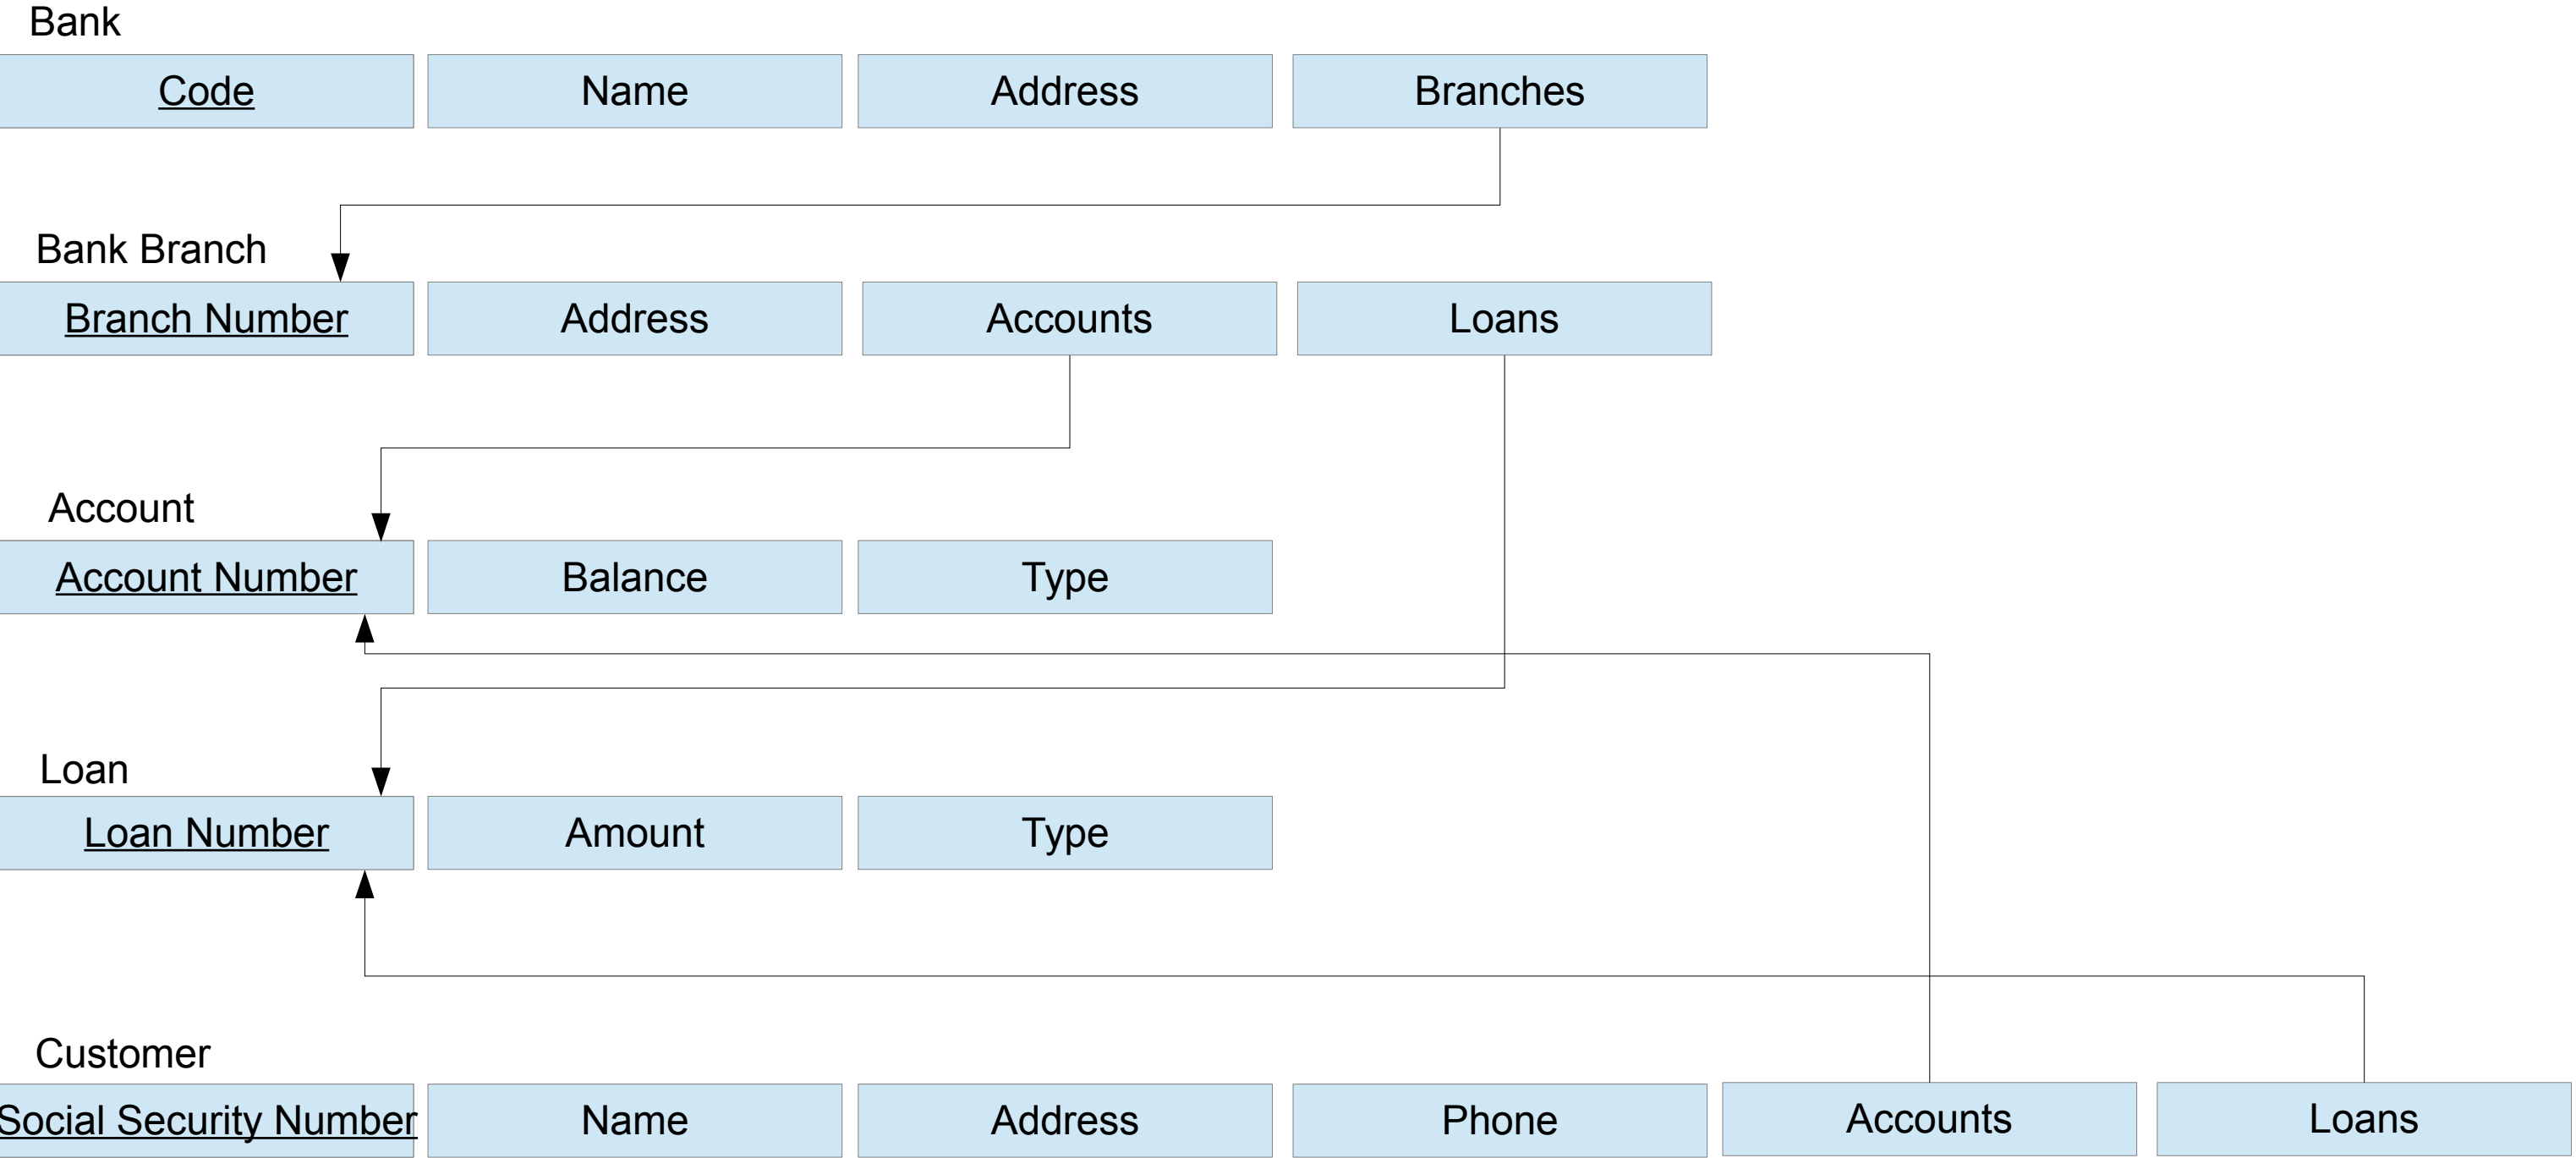 Bank
Code Name Address Branches
Bank Branch
Branch Number Address Accounts Loans
Account
Account Number Balance Type
Loan
Loan Number Amount Type
Customer
Social Security Number Name Address Phone Accounts Loans